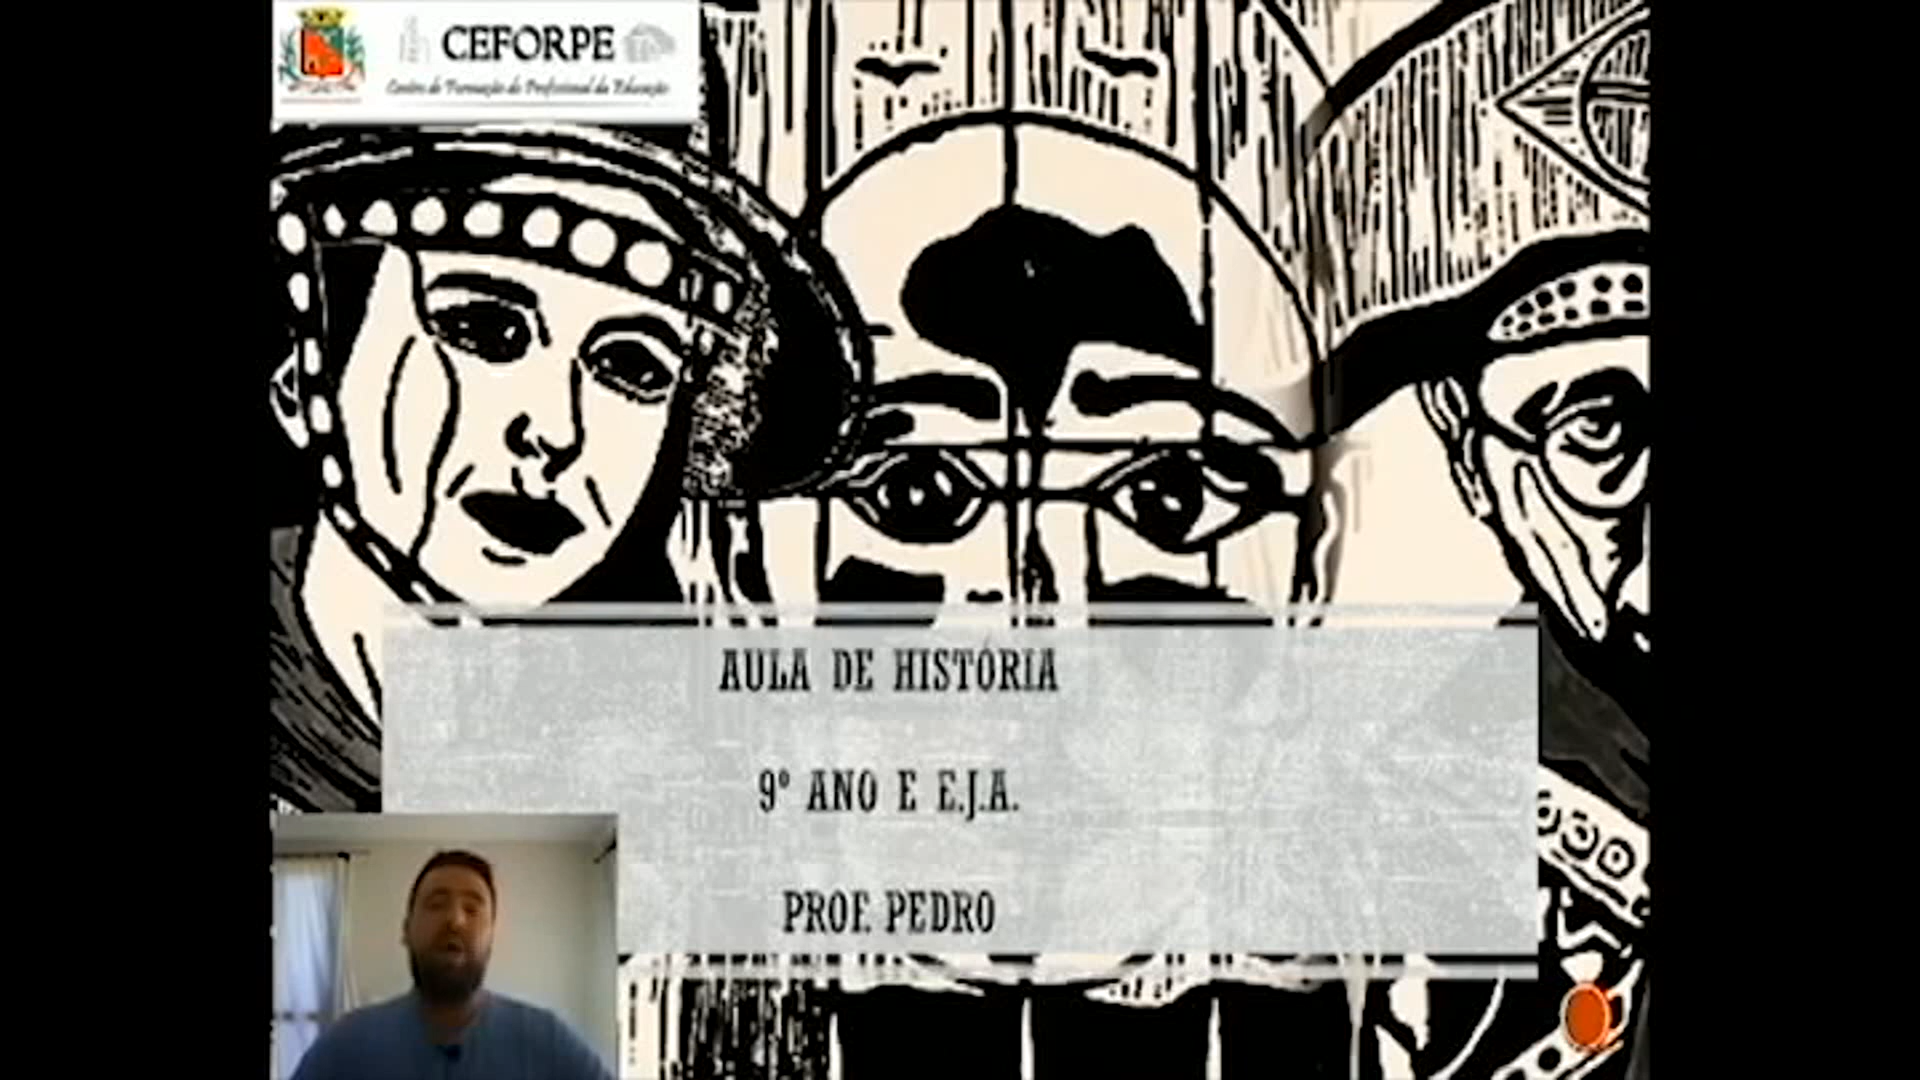 CEFORPE
Centro de Formação do Profissional da Educação
AULA DE HISTÓRIA
9º ANO E E.J.A.
PROF. PEDRO